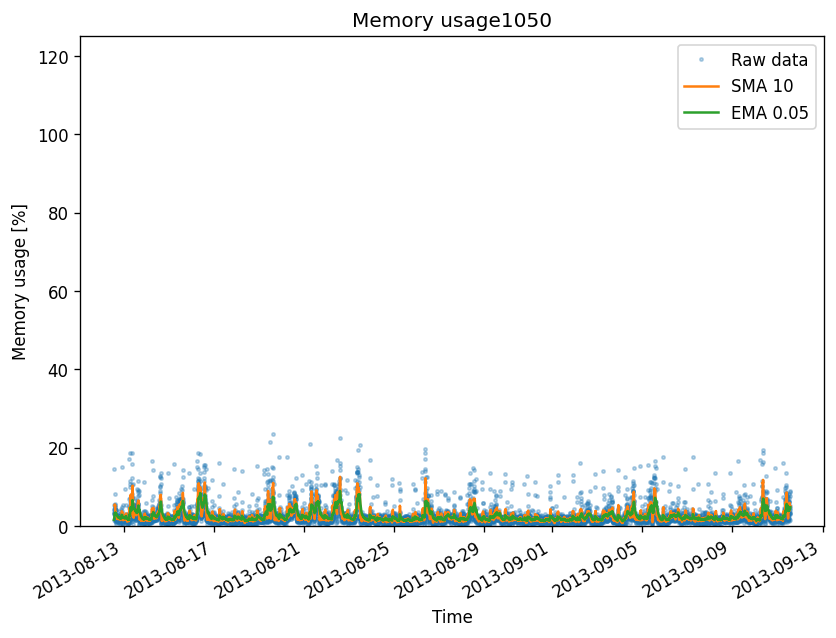 Memory usage1050
Raw data
SMA 10
EMA 0.05
Memory usage [%]
120
100
80
60
40
20
0
2013-08-13
2013-08-17
2013-08-21
2013-08-25
2013-08-29
2013-09-01
2013-09-05
2013-09-09
2013-09-13
Time